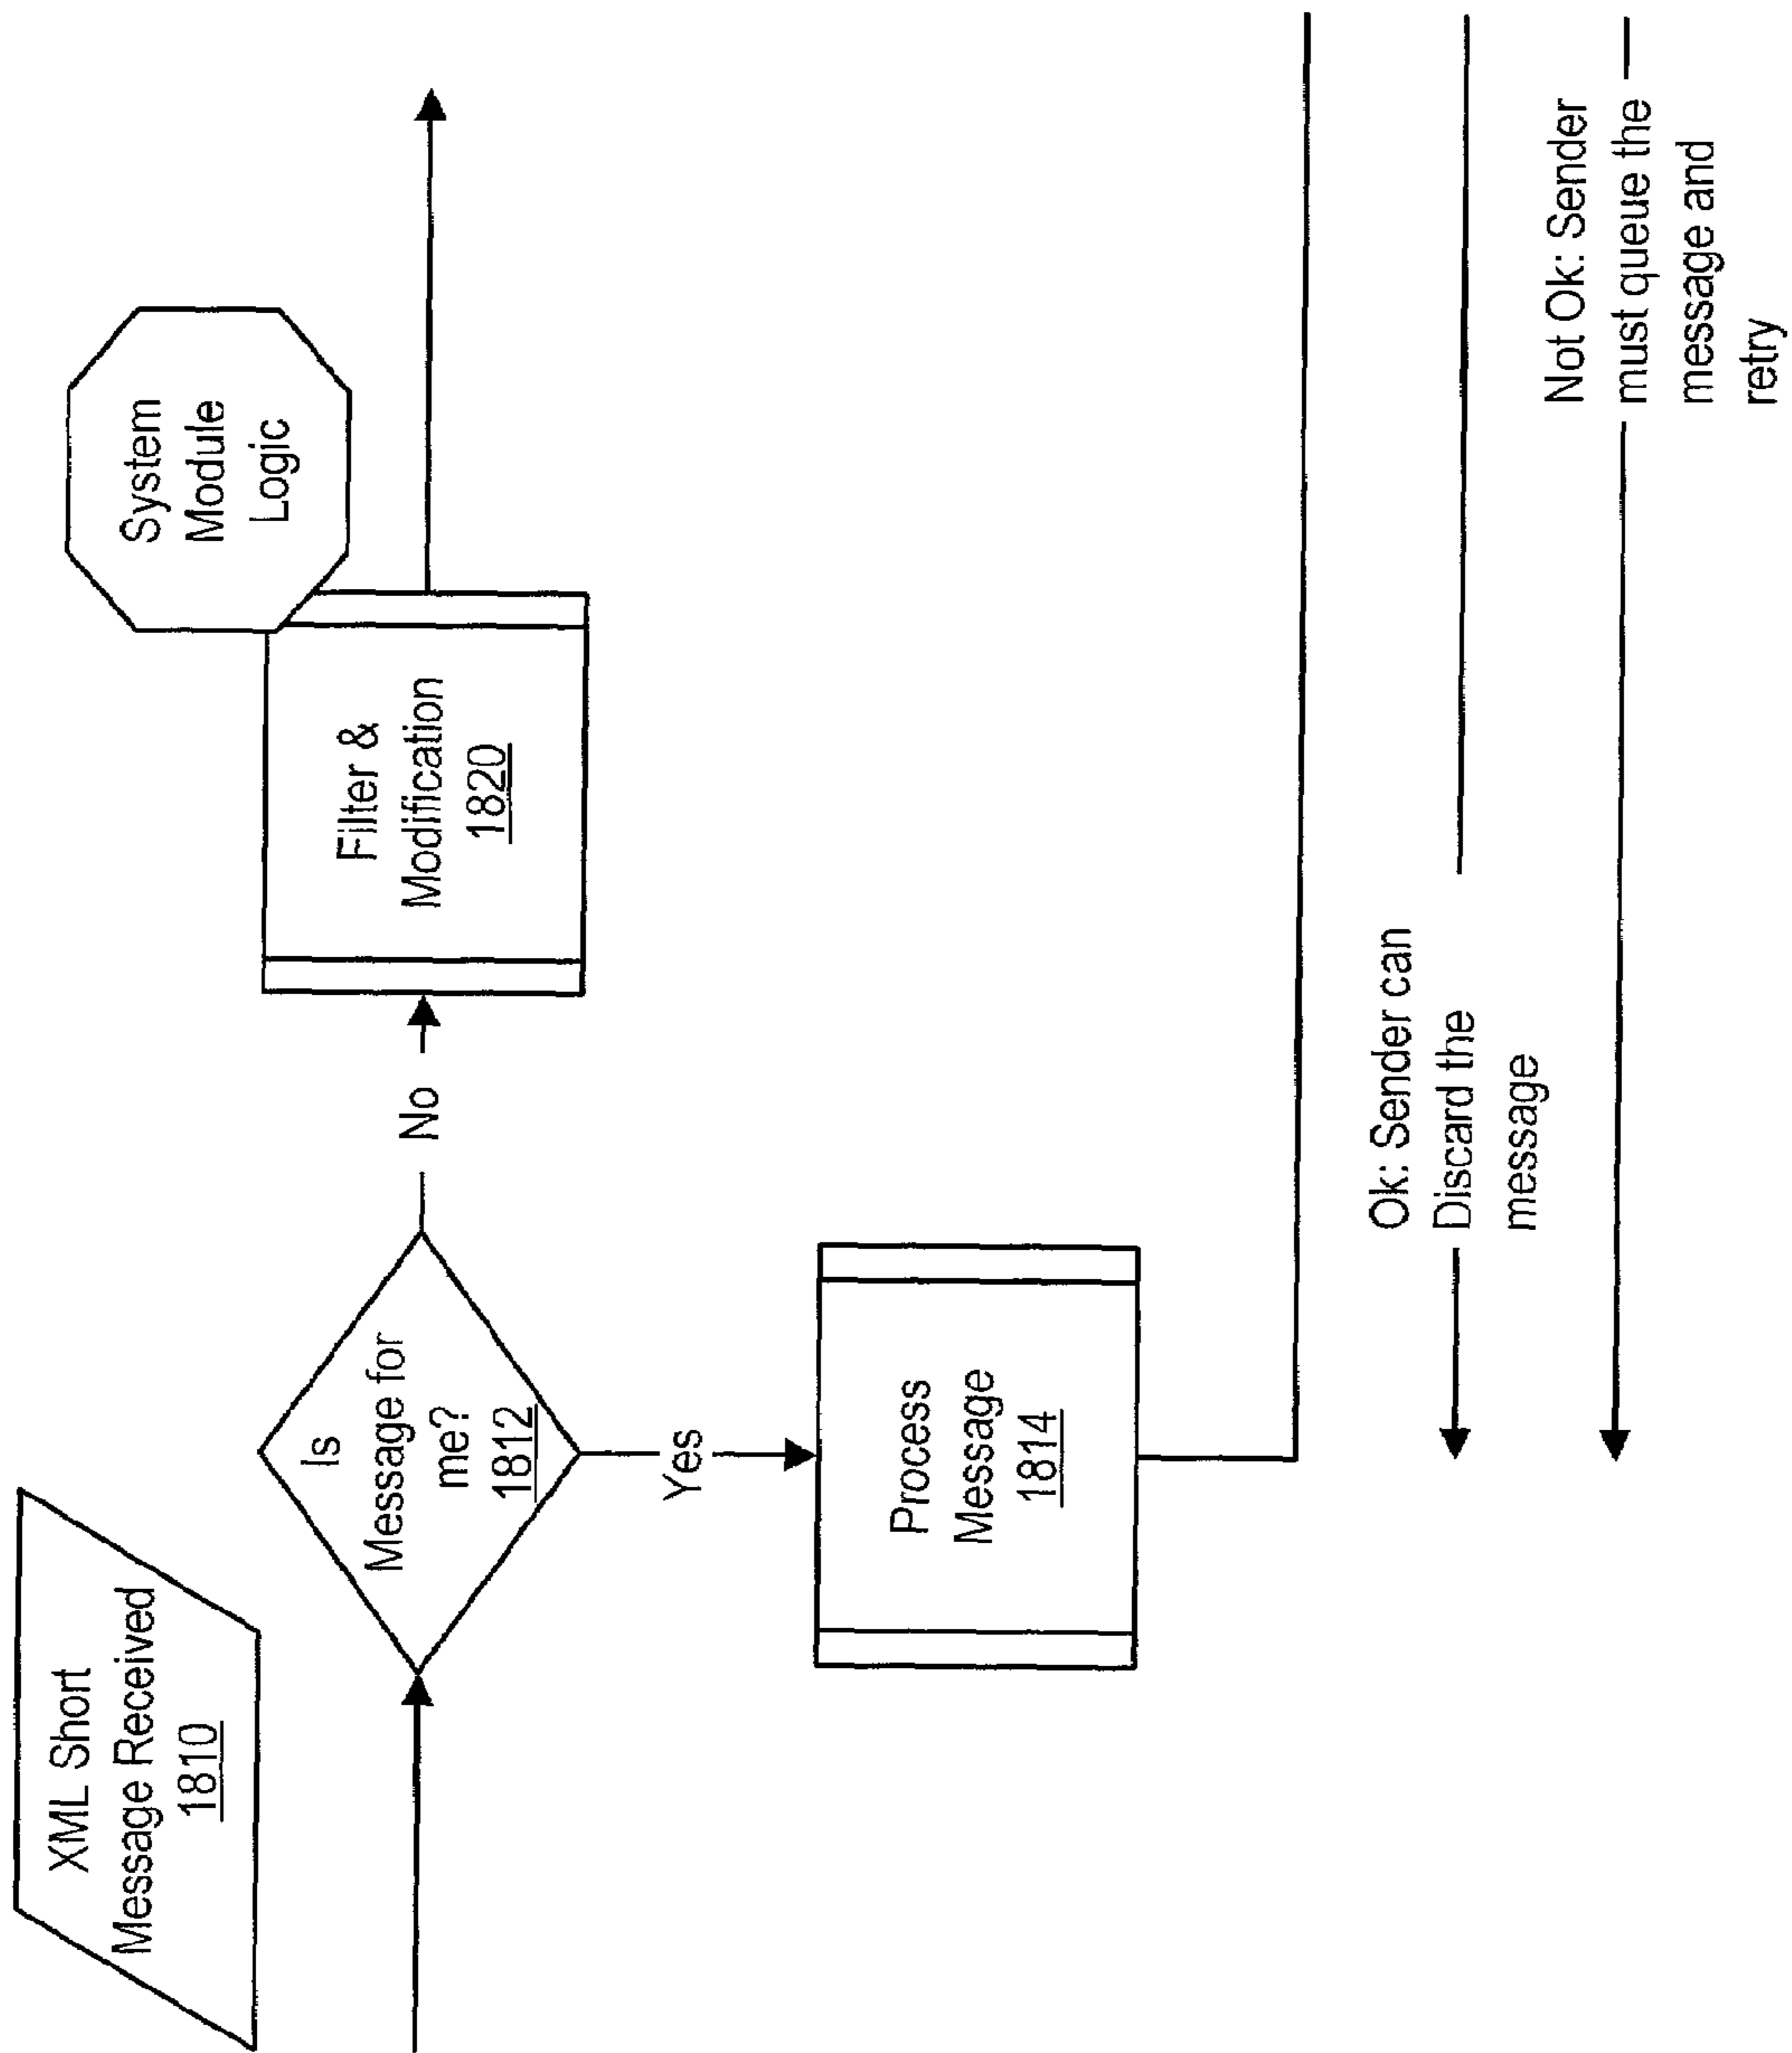 XML Short
Message Received
1810
Is
Message for
me?
1812
No
Filter &
Modification
1820
System
Module
Logic
Yes
Process
Message
1814
Ok: Sender can
Discard the
message
Not Ok: Sender
must queue the
message and
retry